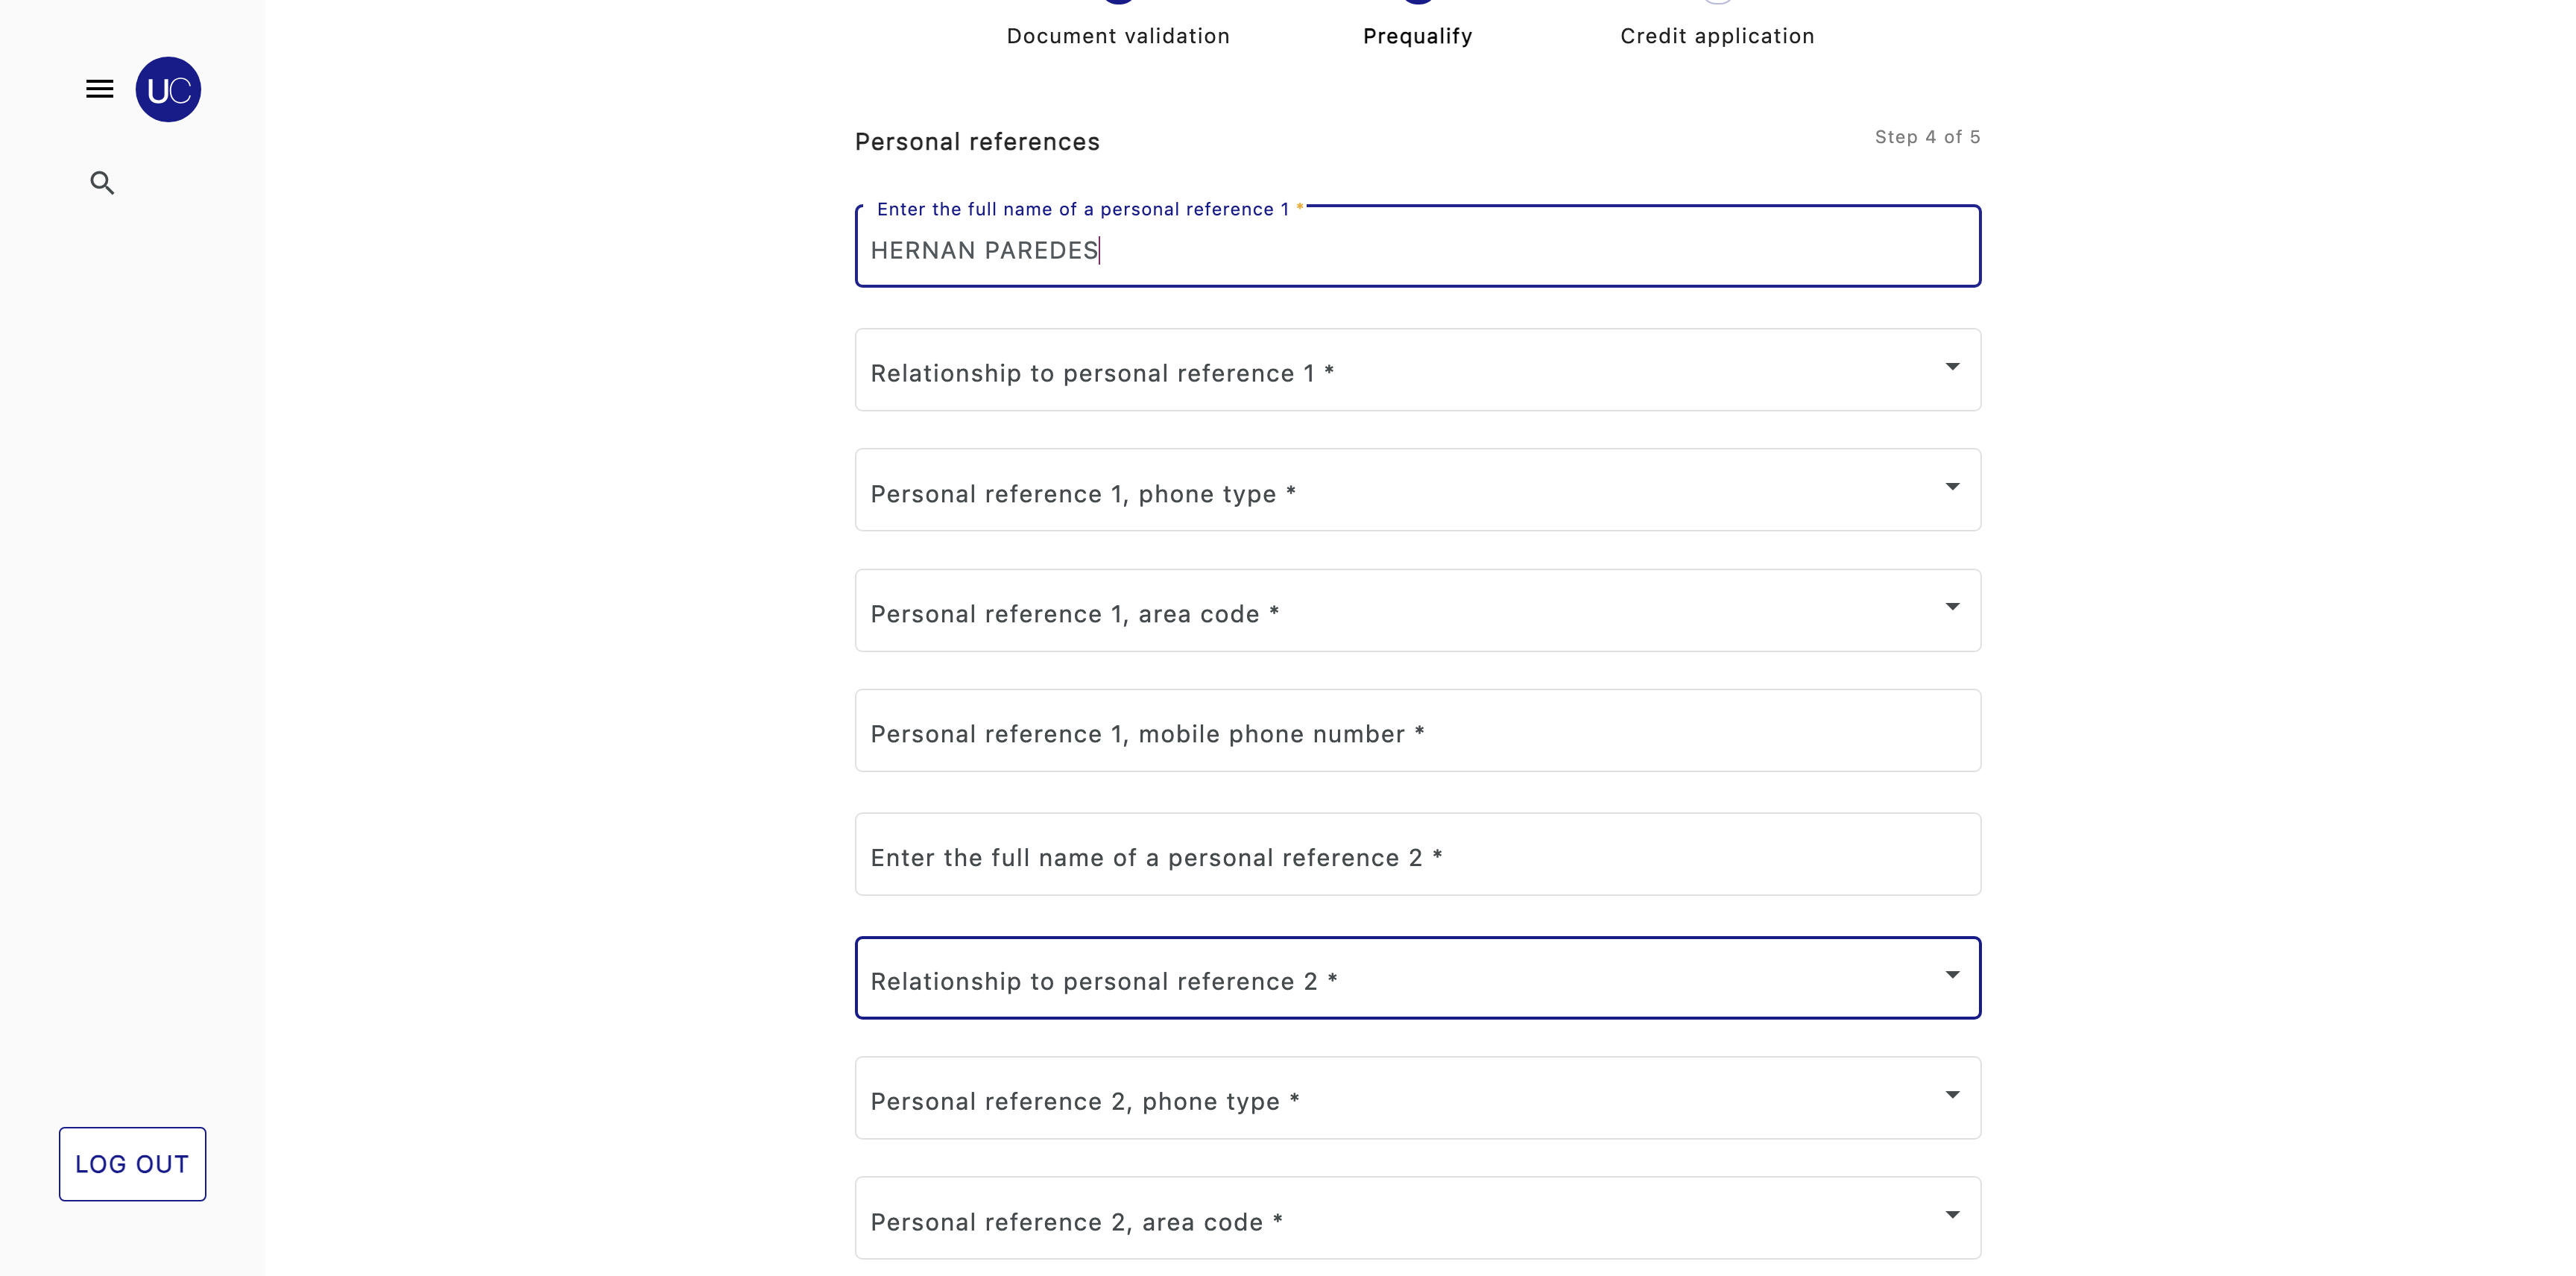 Document validation
Prequalify
Credit application
UC
Personal references
Step 4 of 5
Enter the full name of a personal reference 1 *
HERNAN PAREDES
Relationship to personal reference 1 *
Personal reference 1, phone type *
Personal reference 1, area code *
Personal reference 1, mobile phone number *
Enter the full name of a personal reference 2 *
Relationship to personal reference 2 *
Personal reference 2, phone type *
LOG OUT
Personal reference 2, area code *